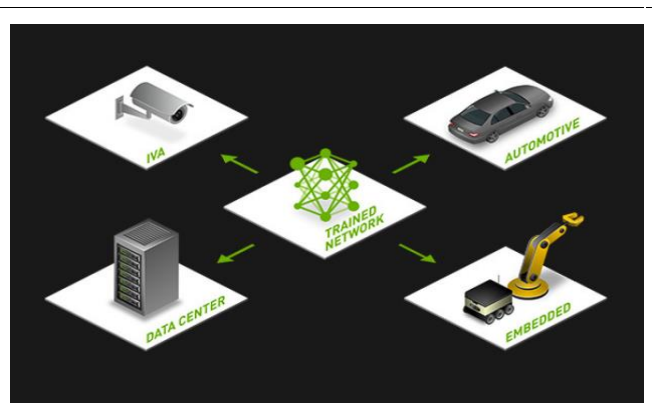 IVA
AUTOMOTIVE
TRAINED
NETWORK
DATA CENTER
EMBEDDED